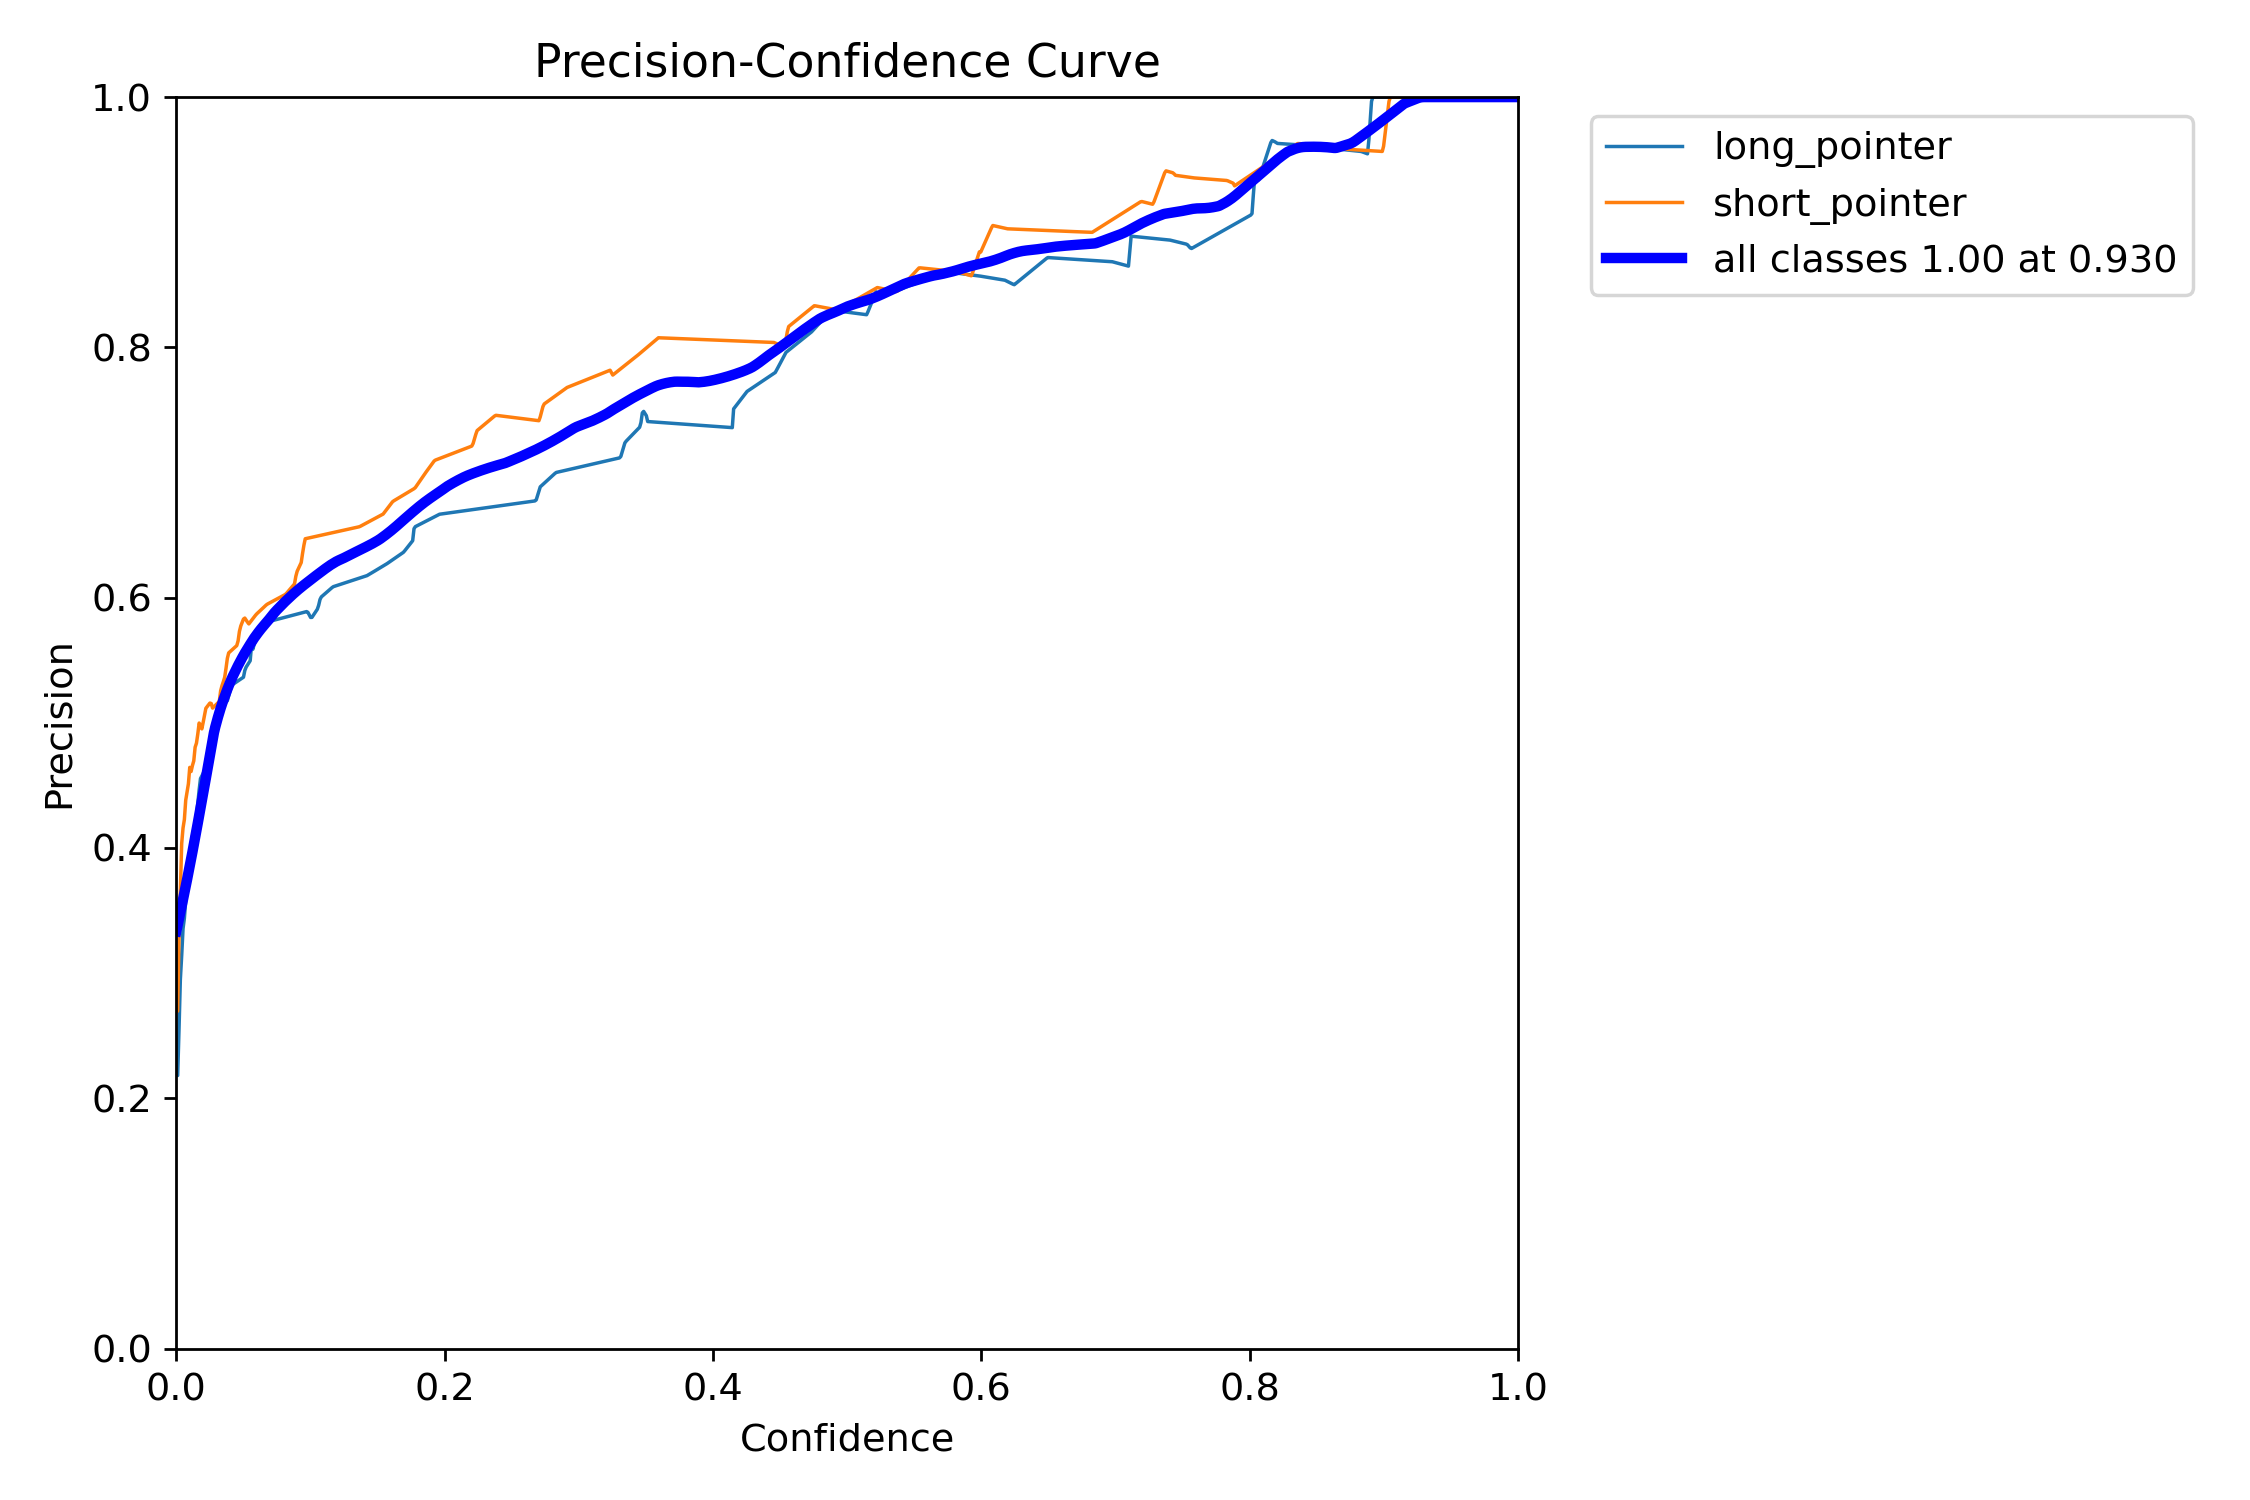 Precision-Confidence Curve
1.0
0.8
0.6
0.4
0.2
0.0
Precision
0.0 0.2 0.4 0.6 0.8 1.0
Confidence
long_pointer
short_pointer
all classes 1.00 at 0.930